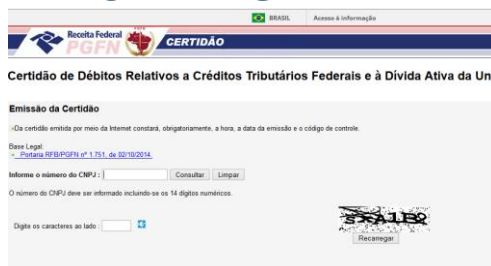 BRASIL Acesso à informação
Receita Federal
PGFN
CERTIDÃO
Certidão de Débitos Relativos a Créditos Tributários Federais e à Dívida Ativa da Un
Emissão da Certidão
-Da certidão emitida por meio da Internet constará, obrigatoriamente, a hora, a data da emissão e o código de controle.
Base Legal:
- Portaria RFB/PGFN nº 1.751, de 02/10/2014.
Informe o número do CNPJ : Consultar Limpar
O número do CNPJ deve ser informado incluindo-se os 14 dígitos numéricos.
Digite os caracteres ao lado :
Recarregar